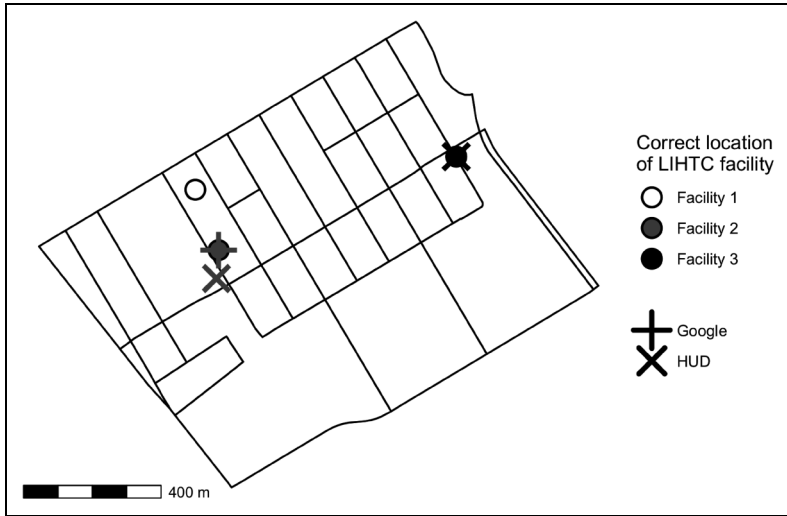 Correct location
of LIHTC facility
Facility 1
Facility 2
Facility 3
Google
HUD
400 m